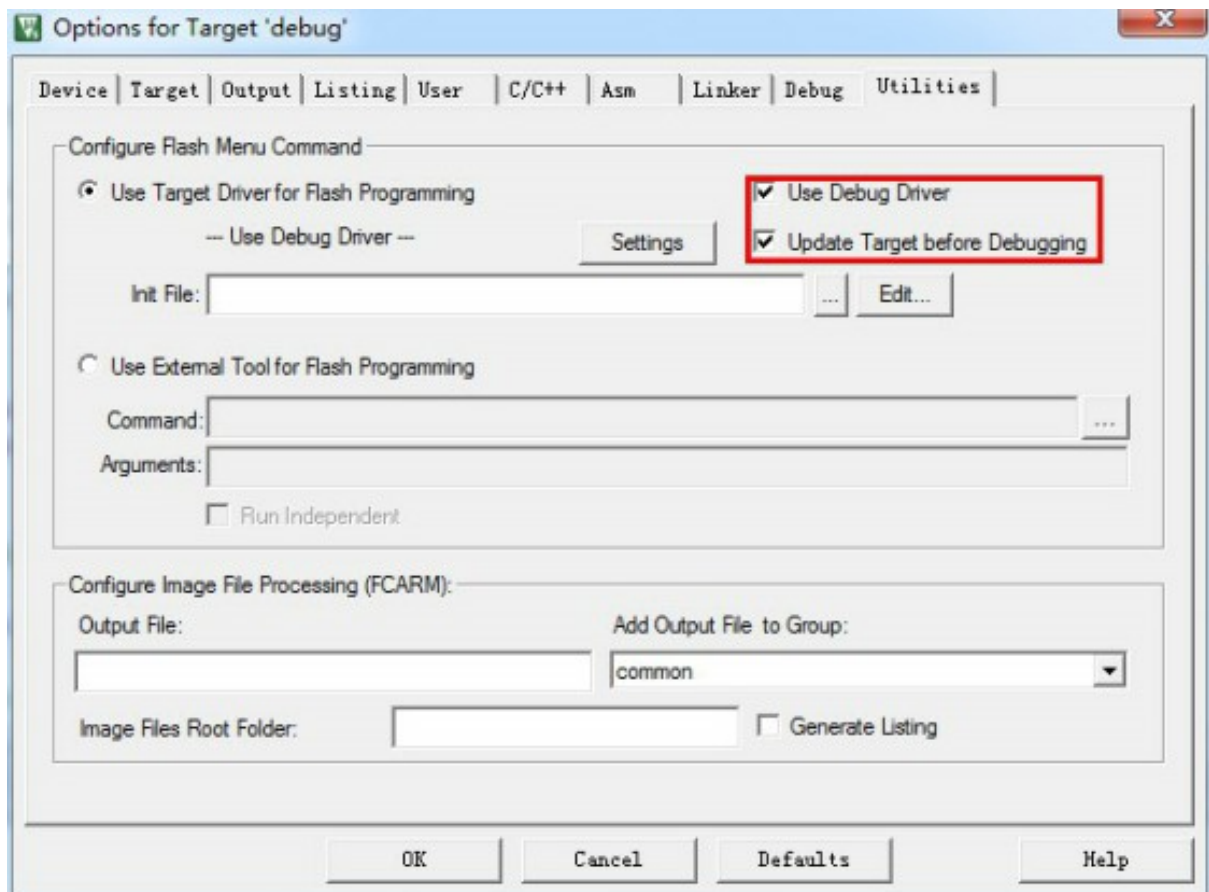 Options for Target 'debug'
Device Target Output Listing User C/C++ Asm Linker Debug Utilities
Configure Flash Menu Command
Use Target Driver for Flash Programming Use Debug Driver
--- Use Debug Driver --- Settings Update Target before Debugging
Init File: ... Edit...
Use External Tool for Flash Programming
Command: ...
Arguments:
Run Independent
Configure Image File Processing (FCARM):
Output File: Add Output File to Group:
common
Image Files Root Folder: Generate Listing
OK Cancel Defaults Help